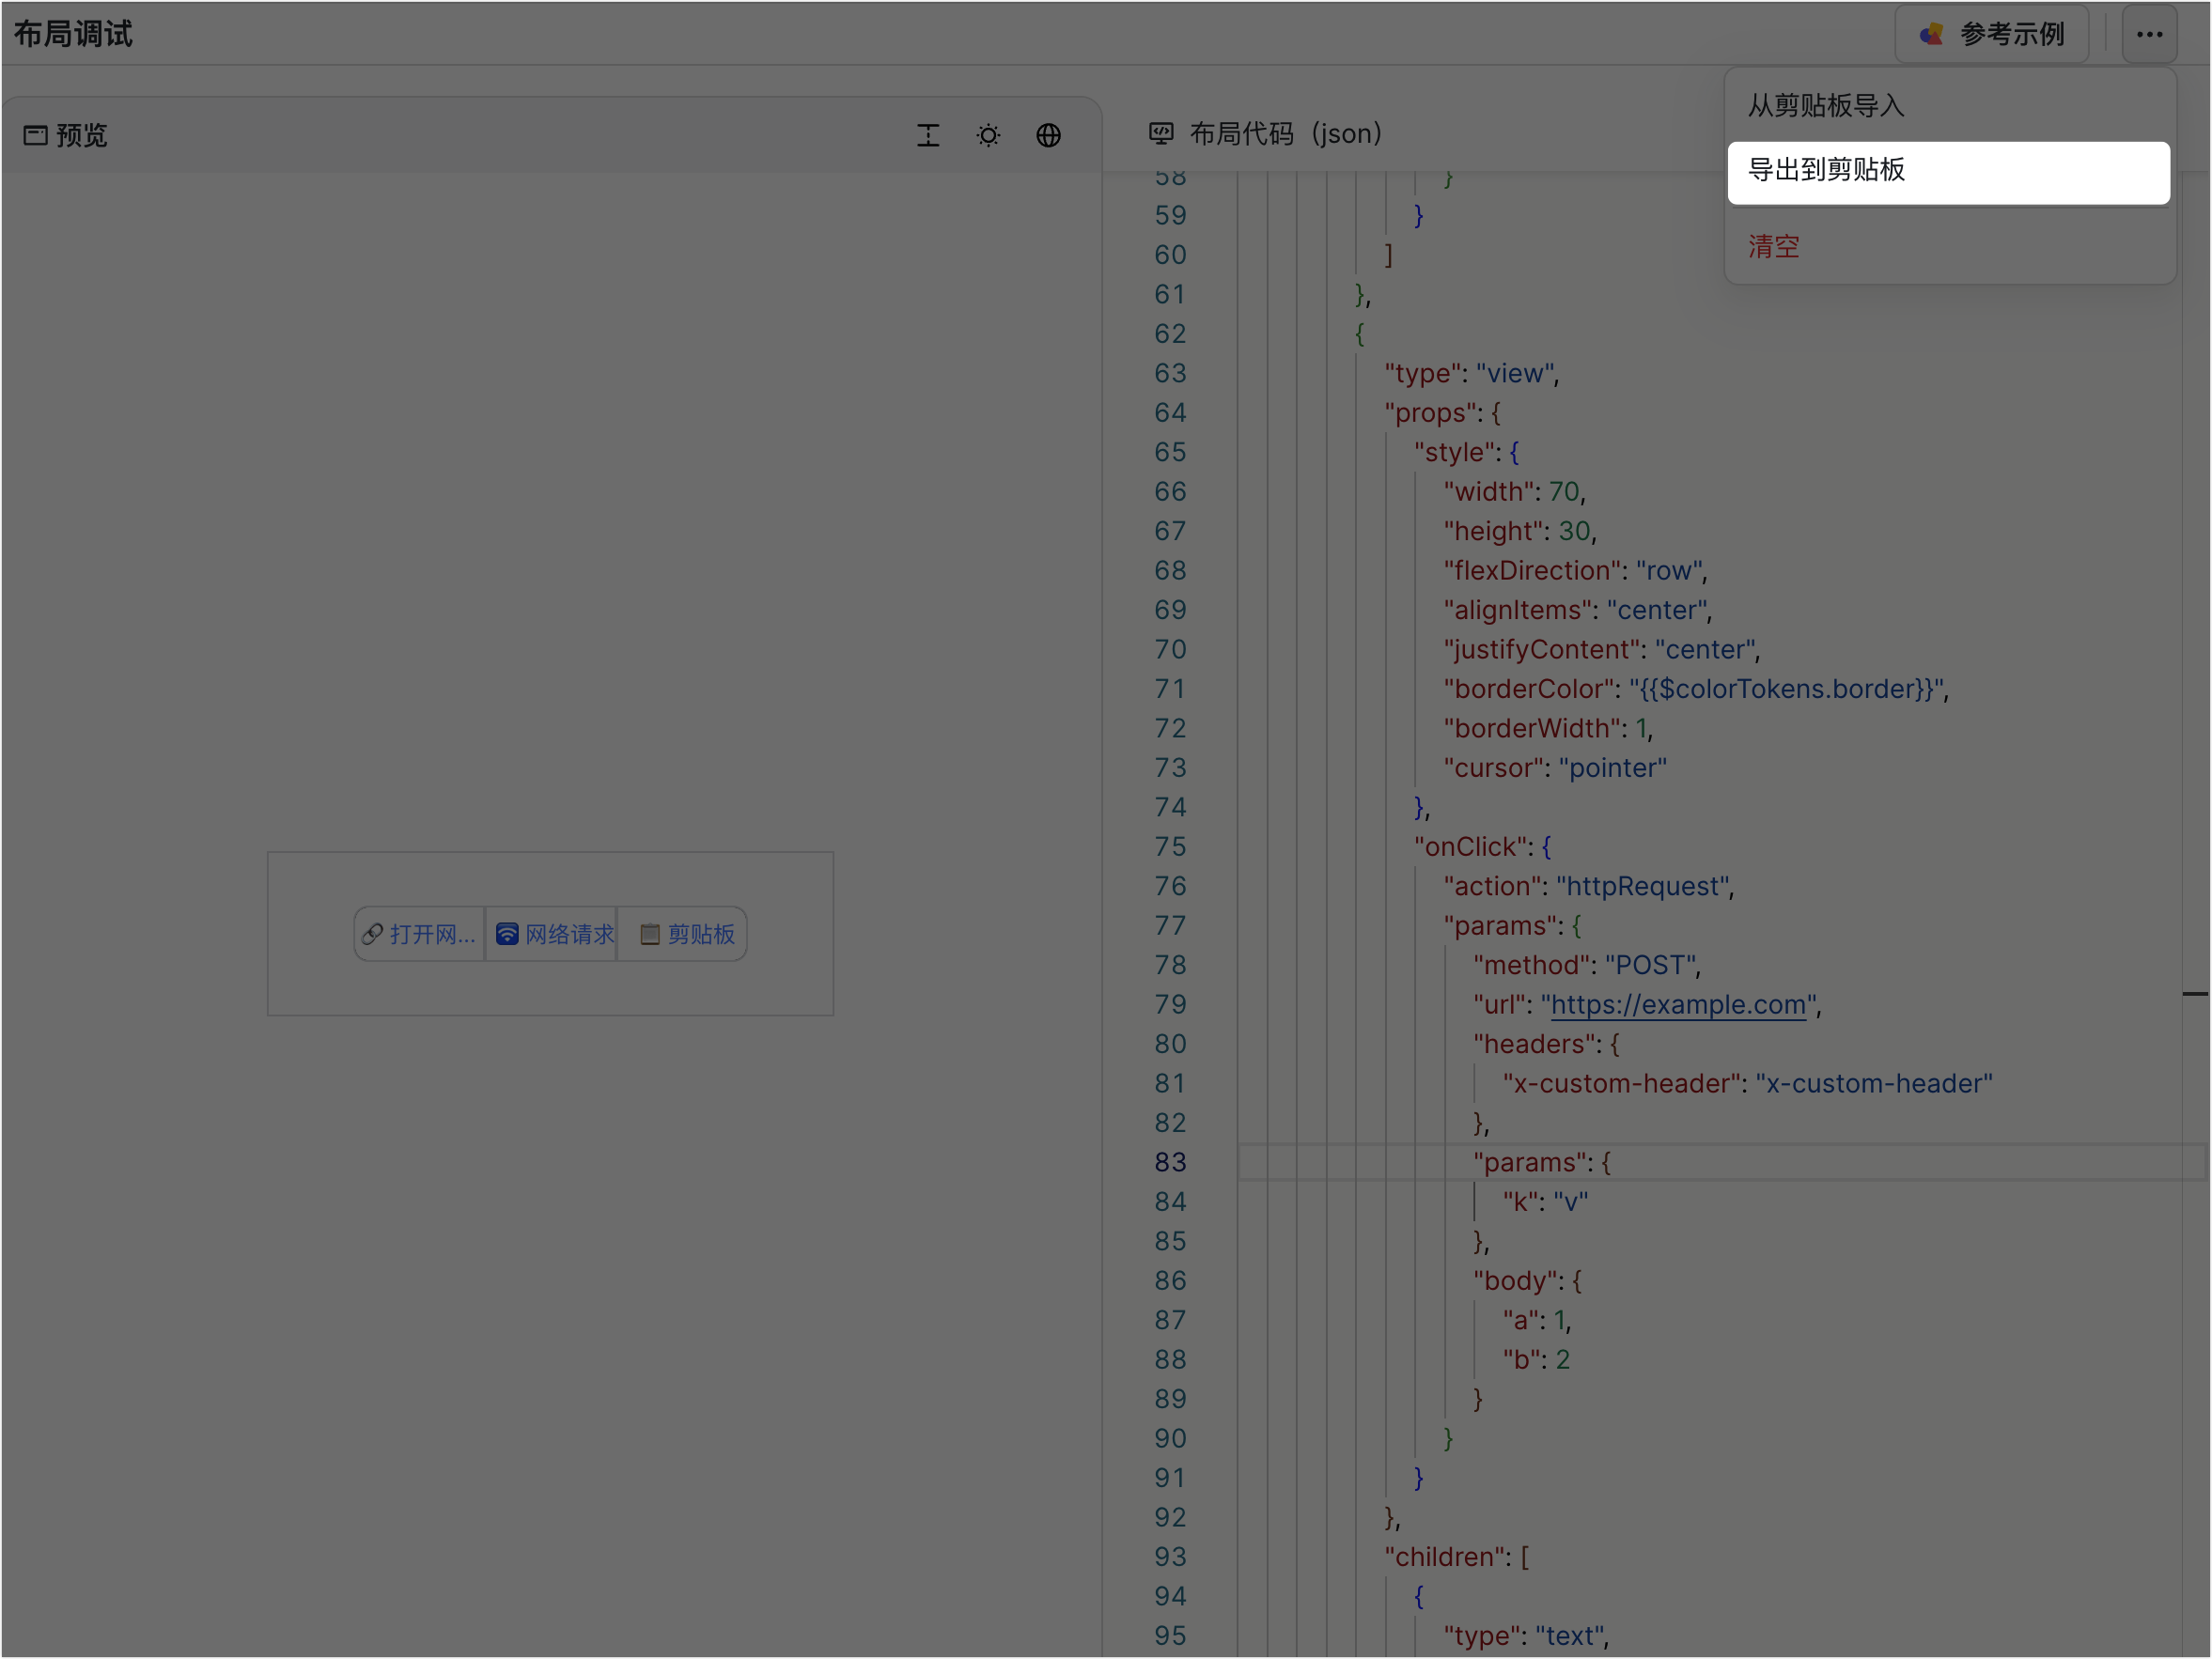 布局调试
参考示例
从剪贴板导入
导出到剪贴板
清空
预览
🔗 打开网...
🛜 网络请求
📋 剪贴板
布局代码（json）
58 }
59 }
60 ]
61 },
62 {
63 "type": "view",
64 "props": {
65 "style": {
66 "width": 70,
67 "height": 30,
68 "flexDirection": "row",
69 "alignItems": "center",
70 "justifyContent": "center",
71 "borderColor": "{{$colorTokens.border}}",
72 "borderWidth": 1,
73 "cursor": "pointer"
74 },
75 "onClick": {
76 "action": "httpRequest",
77 "params": {
78 "method": "POST",
79 "url": "https://example.com",
80 "headers": {
81 "x-custom-header": "x-custom-header"
82 },
83 "params": {
84 "k": "v"
85 },
86 "body": {
87 "a": 1,
88 "b": 2
89 }
90 }
91 }
92 },
93 "children": [
94 {
95 "type": "text",